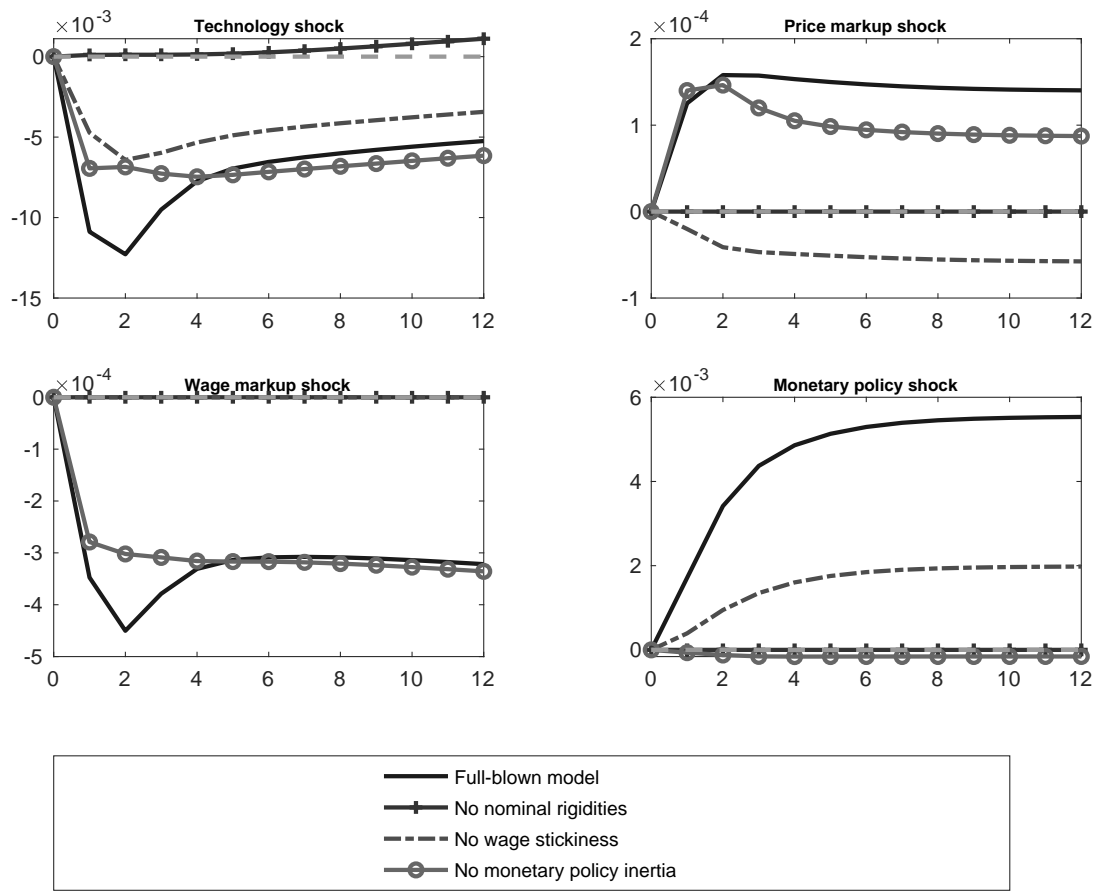 ×10⁻³
Technology shock
0
-5
-10
-15
0 2 4 6 8 10 12
×10⁻⁴
Price markup shock
2
1
0
-1
0 2 4 6 8 10 12
×10⁻⁴
Wage markup shock
0
-1
-2
-3
-4
-5
0 2 4 6 8 10 12
×10⁻³
Monetary policy shock
6
4
2
0
0 2 4 6 8 10 12
Full-blown model
No nominal rigidities
No wage stickiness
No monetary policy inertia